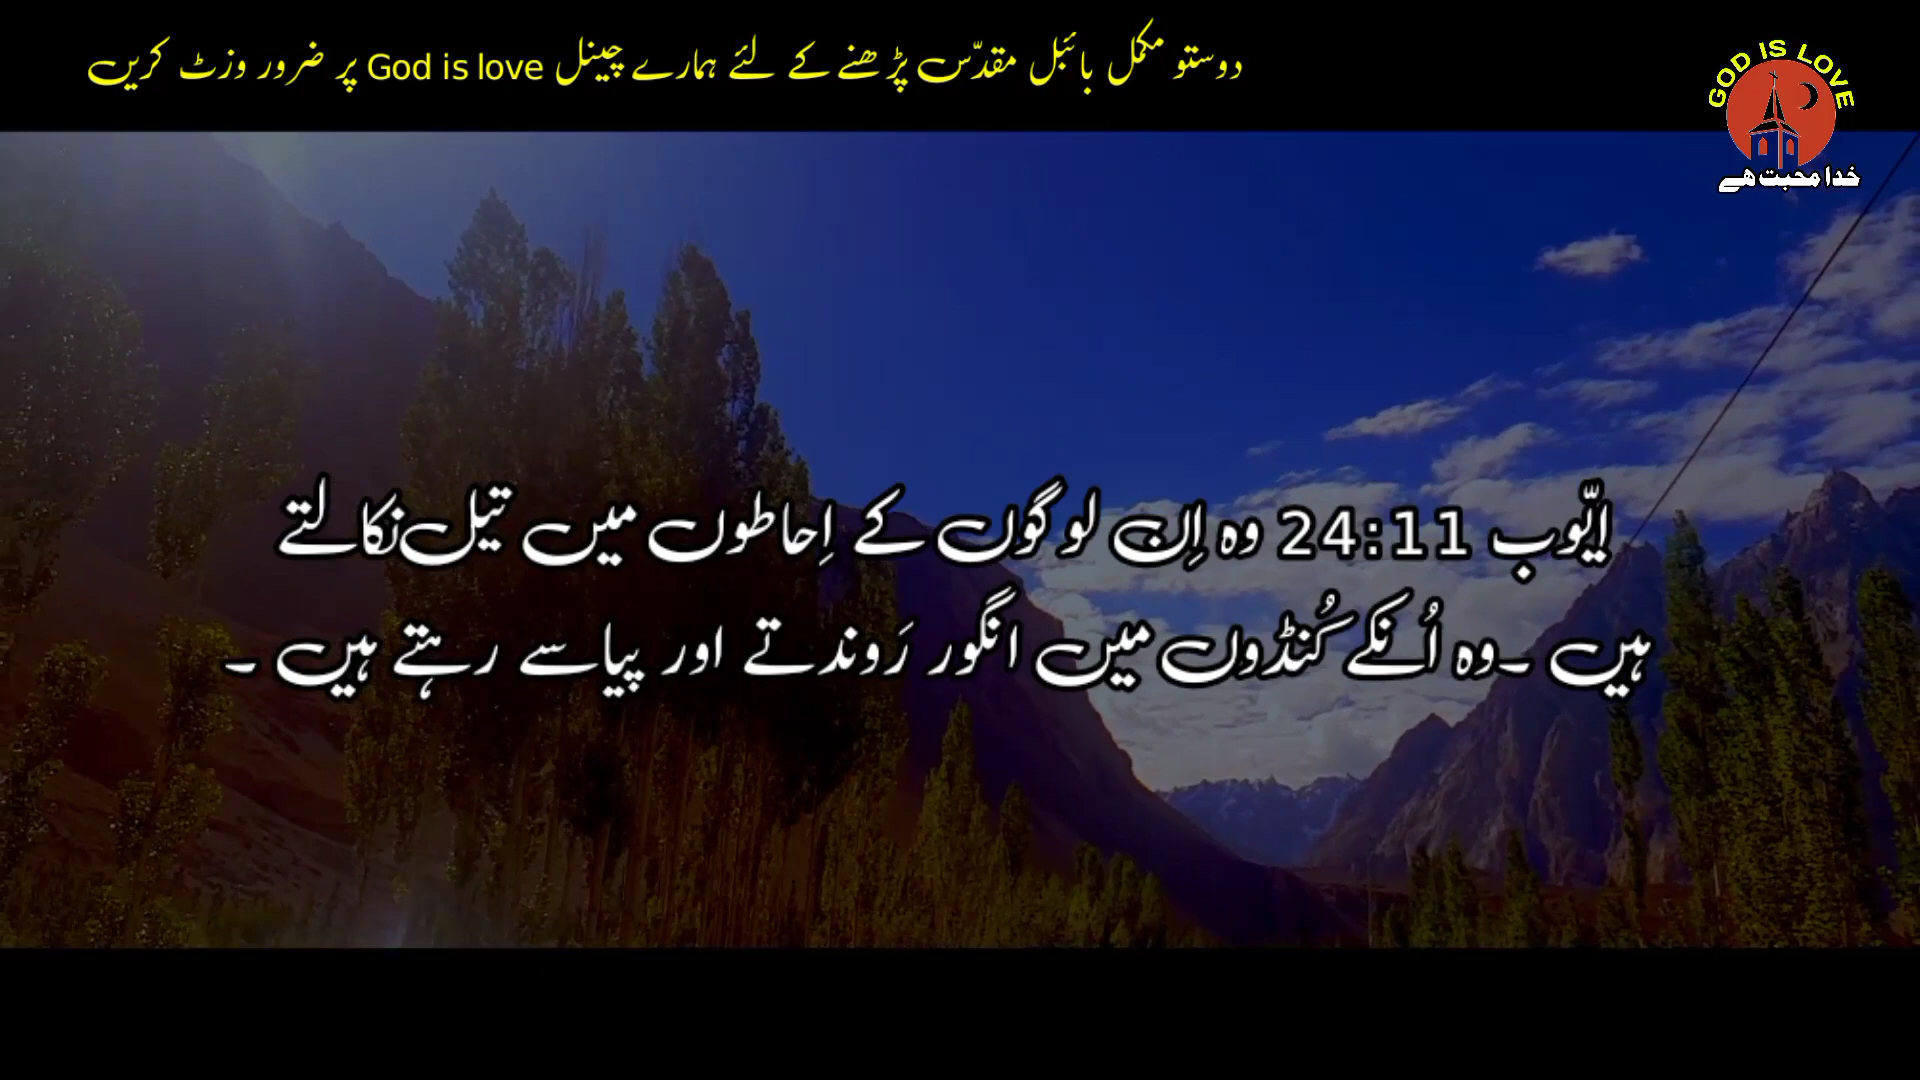 دوستو مکمل بائبل مقدّس پڑھنے کے لئے ہمارے چینل God is love پر ضرور وزٹ کریں
GOD IS LOVE
خدا محبت ھے
ایّوب 24:11 وہ اِن لوگوں کے اِحاطوں میں تیل نکالتے
ہیں ۔وہ اُنکے کُنڈوں میں انگور رَوندتے اور پیاسے رہتے ہیں ۔